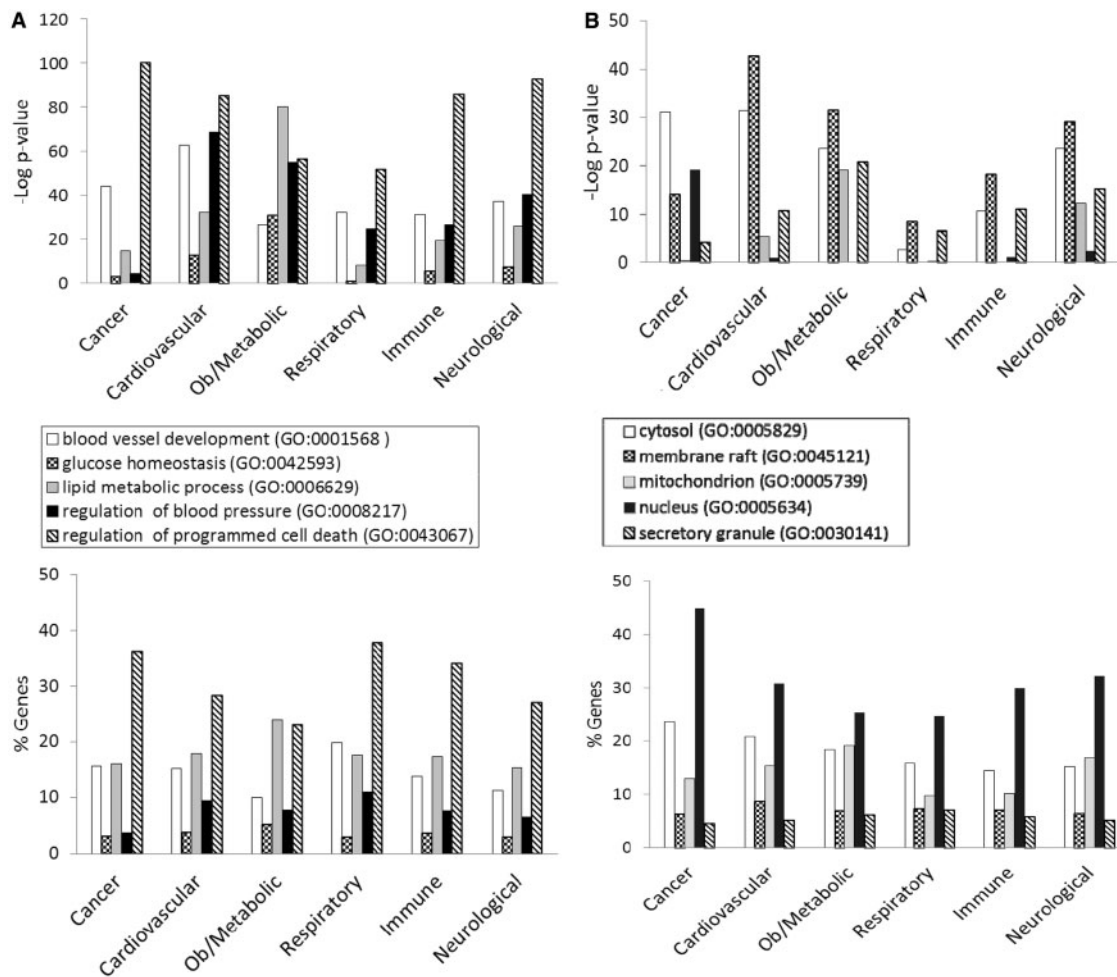 A
120
100
80
60
40
20
0
-Log p-value
Cancer
Cardiovascular
Ob/Metabolic
Respiratory
Immune
Neurological
B
50
40
30
20
10
0
-Log p-value
Cancer
Cardiovascular
Ob/Metabolic
Respiratory
Immune
Neurological
blood vessel development (GO:0001568 )
glucose homeostasis (GO:0042593)
lipid metabolic process (GO:0006629)
regulation of blood pressure (GO:0008217)
regulation of programmed cell death (GO:0043067)
cytosol (GO:0005829)
membrane raft (GO:0045121)
mitochondrion (GO:0005739)
nucleus (GO:0005634)
secretory granule (GO:0030141)
50
40
30
20
10
0
% Genes
Cancer
Cardiovascular
Ob/Metabolic
Respiratory
Immune
Neurological
50
40
30
20
10
0
% Genes
Cancer
Cardiovascular
Ob/Metabolic
Respiratory
Immune
Neurological